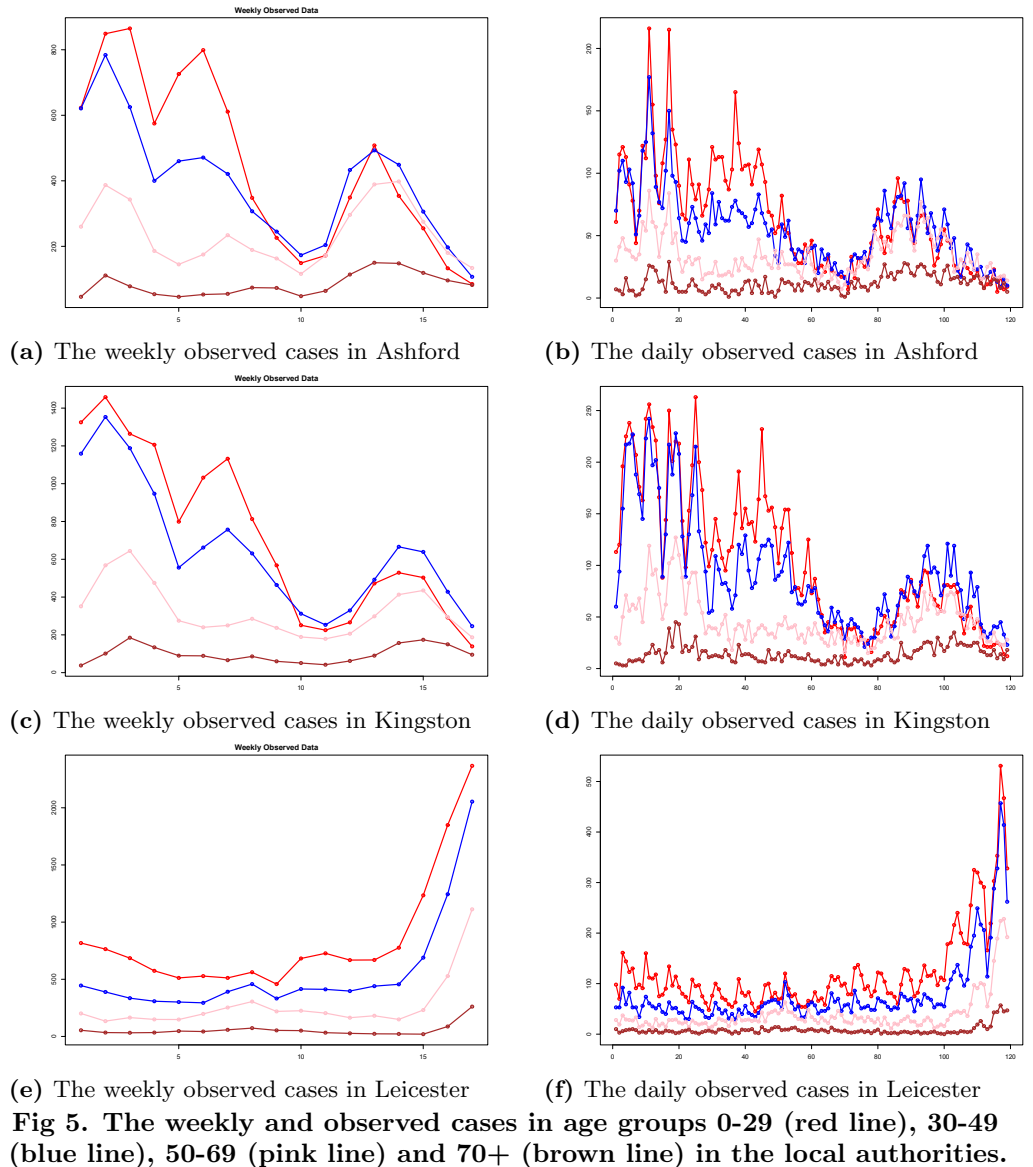 Weekly Observed Data
200 400 600 800
5 10 15
0 50 100 150 200
0 20 40 60 80 100 120
(a) The weekly observed cases in Ashford
(b) The daily observed cases in Ashford
Weekly Observed Data
0 200 400 600 800 1000 1200 1400
5 10 15
0 50 100 150 200 250
0 20 40 60 80 100 120
(c) The weekly observed cases in Kingston
(d) The daily observed cases in Kingston
Weekly Observed Data
0 500 1000 1500 2000
5 10 15
0 100 200 300 400 500
0 20 40 60 80 100 120
(e) The weekly observed cases in Leicester
(f) The daily observed cases in Leicester
Fig 5. The weekly and observed cases in age groups 0-29 (red line), 30-49
(blue line), 50-69 (pink line) and 70+ (brown line) in the local authorities.